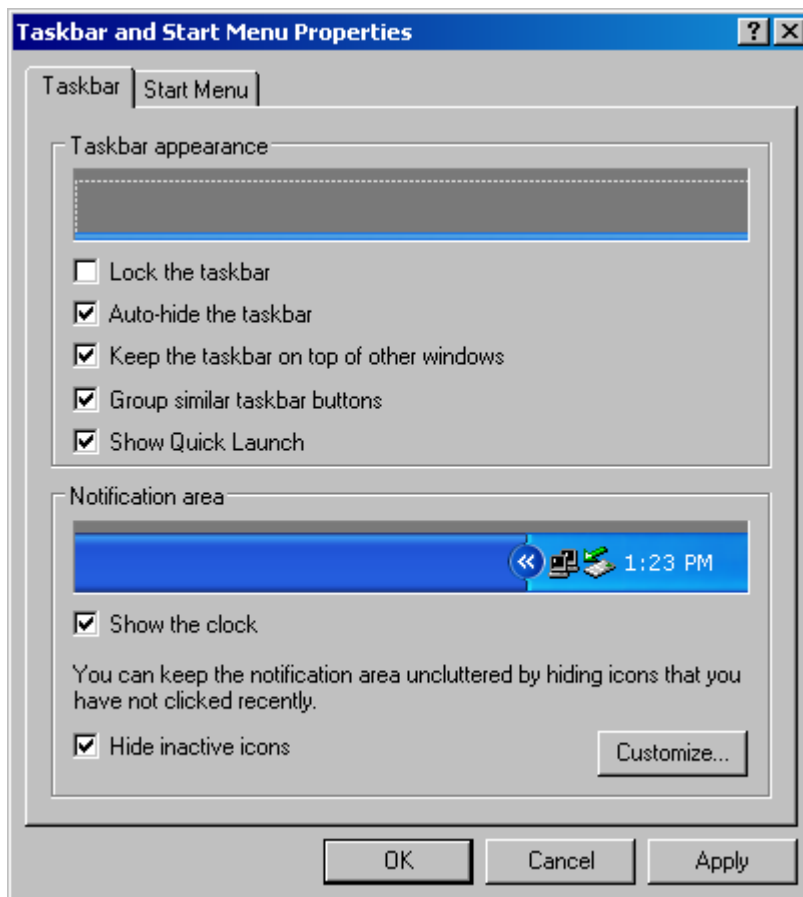 Taskbar and Start Menu Properties
Taskbar
Start Menu
Taskbar appearance
Lock the taskbar
Auto-hide the taskbar
Keep the taskbar on top of other windows
Group similar taskbar buttons
Show Quick Launch
Notification area
1:23 PM
Show the clock
You can keep the notification area uncluttered by hiding icons that you
have not clicked recently.
Hide inactive icons
Customize...
OK
Cancel
Apply